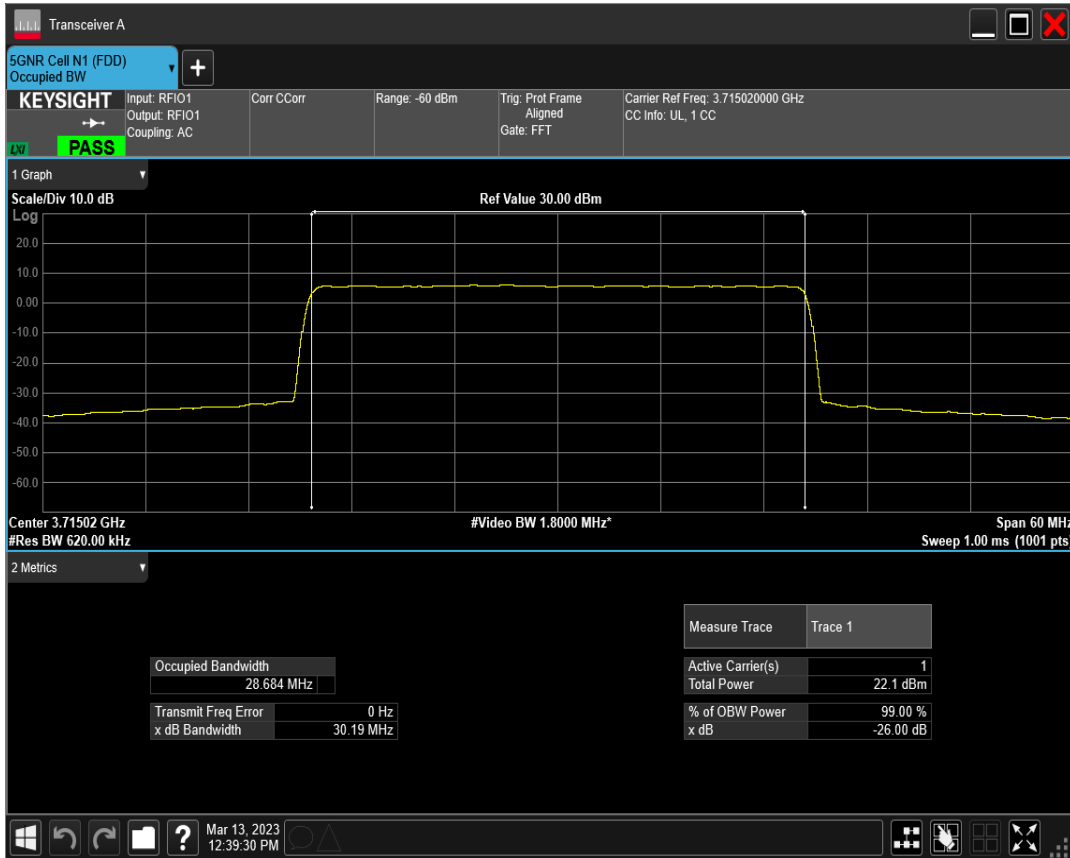 Transceiver A
5GNR Cell N1 (FDD)
Occupied BW
+
KEYSIGHT
LXI
PASS
Input: RFIO1
Output: RFIO1
Coupling: AC
Corr CCorr
Range: -60 dBm
Trig: Prot Frame
Aligned
Gate: FFT
Carrier Ref Freq: 3.715020000 GHz
CC Info: UL, 1 CC
1 Graph
Scale/Div 10.0 dB Ref Value 30.00 dBm
Log
20.0
10.0
0.00
-10.0
-20.0
-30.0
-40.0
-50.0
-60.0
Center 3.71502 GHz #Video BW 1.8000 MHz* Span 60 MHz
#Res BW 620.00 kHz Sweep 1.00 ms (1001 pts)
2 Metrics
Measure Trace Trace 1
Occupied Bandwidth
28.684 MHz
Active Carrier(s) 1
Total Power 22.1 dBm
Transmit Freq Error 0 Hz
x dB Bandwidth 30.19 MHz
% of OBW Power 99.00 %
x dB -26.00 dB
?
Mar 13, 2023
12:39:30 PM